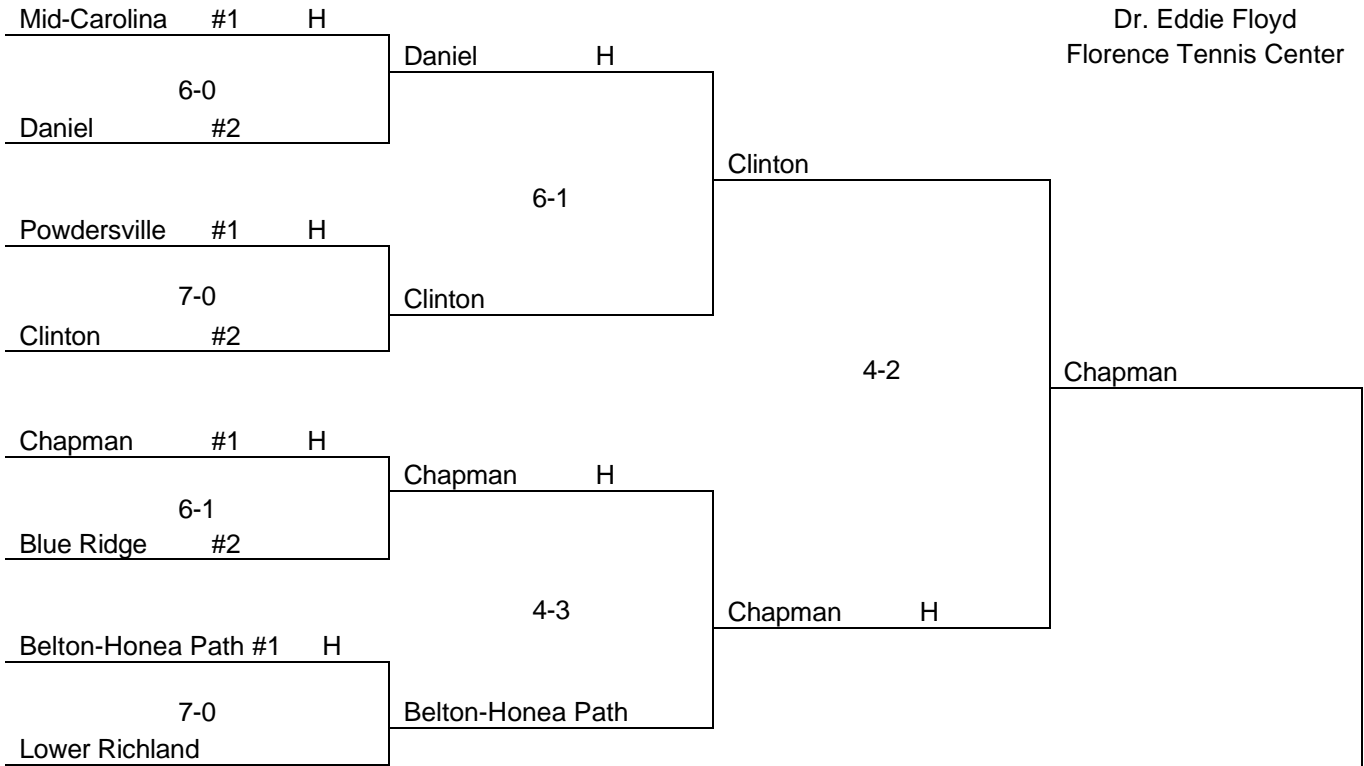 Mid-Carolina #1 H
Dr. Eddie Floyd
Daniel H
Florence Tennis Center
6-0
Daniel #2
Clinton
6-1
Powdersville #1 H
7-0
Clinton
Clinton #2
4-2
Chapman
Chapman #1 H
Chapman H
6-1
Blue Ridge #2
4-3
Chapman H
Belton-Honea Path #1 H
7-0
Belton-Honea Path
Lower Richland